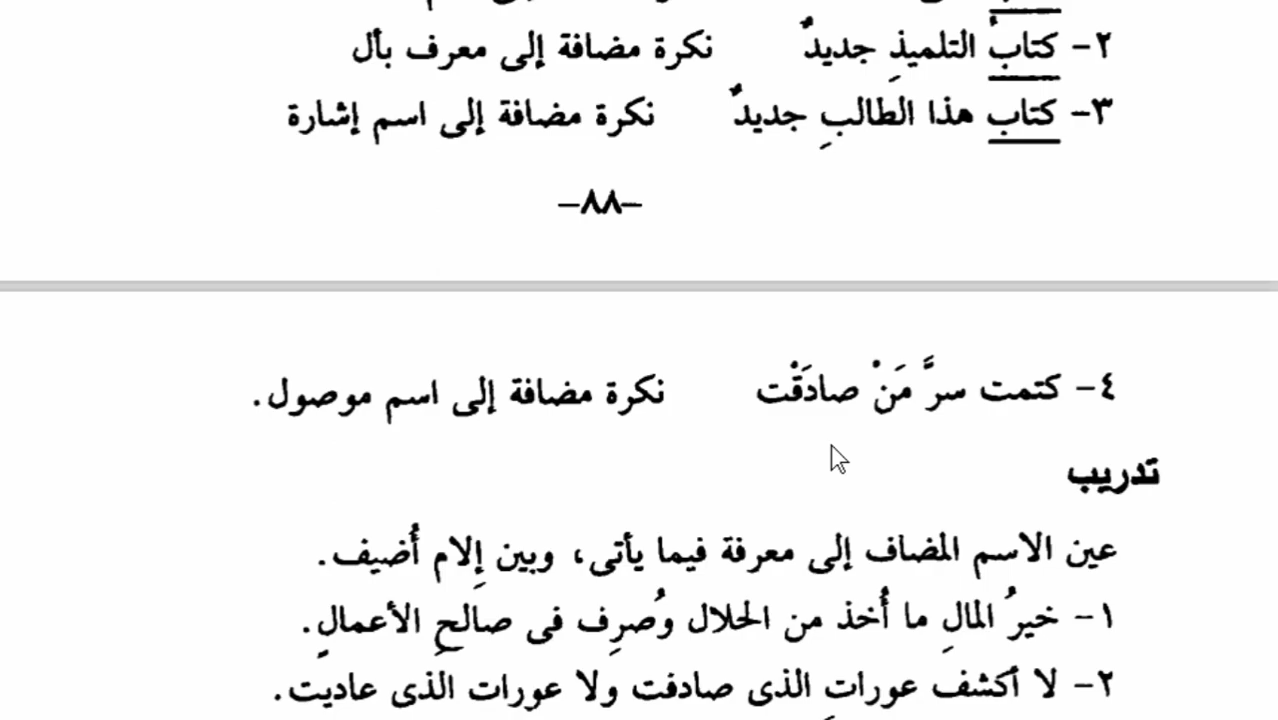 ٢- كتابُ التلميذِ جديدٌ نكرة مضافة إلى معرف بأل
٣- كتاب هذا الطالبِ جديدٌ نكرة مضافة إلى اسم إشارة
-٨٨-
٤- كتمت سرَّ مَنْ صادَقْت نكرة مضافة إلى اسم موصول.
تدريب
عين الاسم المضاف إلى معرفة فيما يأتى، وبين إِلام أُضيف.
١- خيرُ المالِ ما أُخذ من الحلال وصُرِف فى صالحِ الأعمالِ.
٢- لا أكشف عوراتِ الذى صادقت ولا عورات الذى عاديت.